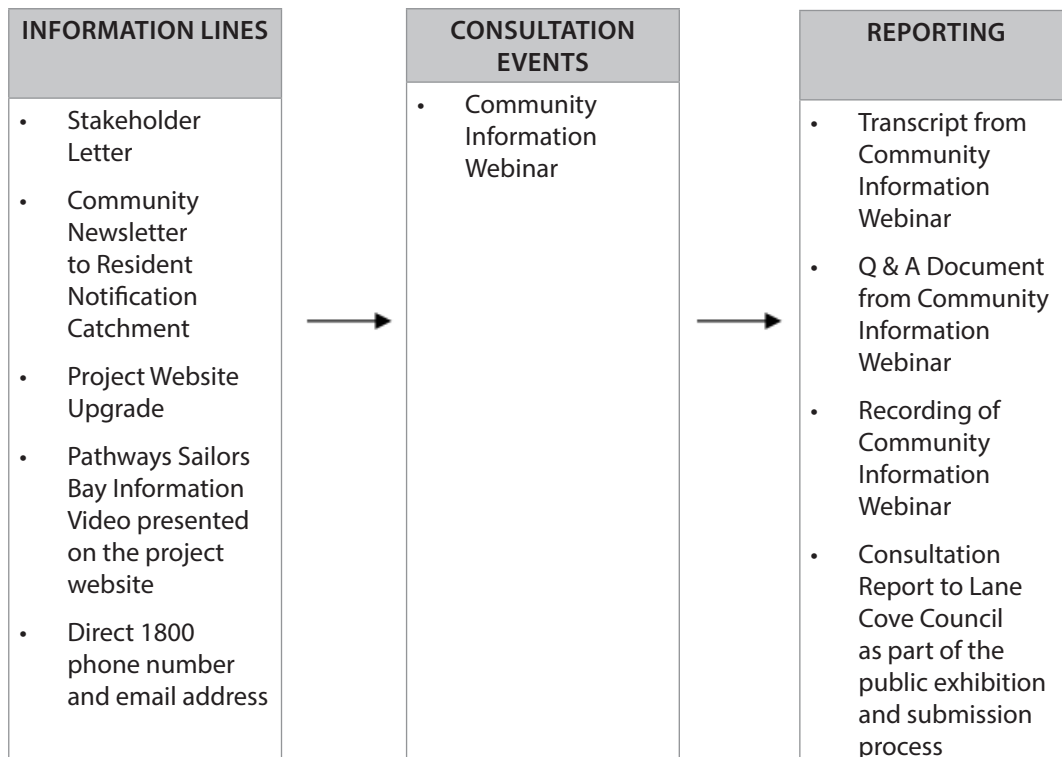 INFORMATION LINES
• Stakeholder
Letter
• Community
Newsletter
to Resident
Notification
Catchment
• Project Website
Upgrade
• Pathways Sailors
Bay Information
Video presented
on the project
website
• Direct 1800
phone number
and email address
CONSULTATION
EVENTS
• Community
Information
Webinar
REPORTING
• Transcript from
Community
Information
Webinar
• Q & A Document
from Community
Information
Webinar
• Recording of
Community
Information
Webinar
• Consultation
Report to Lane
Cove Council
as part of the
public exhibition
and submission
process